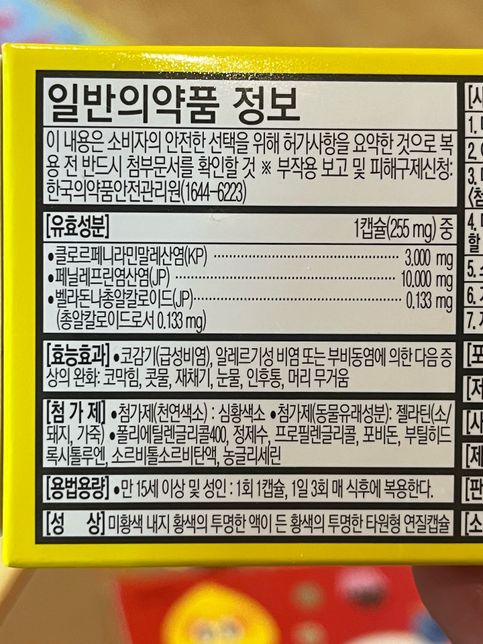 일반의약품 정보
이 내용은 소비자의 안전한 선택을 위해 허가사항을 요약한 것으로 복
용 전 반드시 첨부문서를 확인할 것 ※ 부작용 보고 및 피해구제신청:
한국의약품안전관리원(1644-6223)
[유효성분] 1캡슐(255 mg) 중
•클로르페니라민말레산염(KP) 3.000 mg
•페닐레프린염산염(JP) 10.000 mg
•벨라돈나총알칼로이드(JP) 0.133 mg
(총알칼로이드로서 0.133 mg)
[효능효과] •코감기(급성비염), 알레르기성 비염 또는 부비동염에 의한 다음 증
상의 완화: 코막힘, 콧물, 재채기, 눈물, 인후통, 머리 무거움
[첨 가 제] •첨가제(천연색소) : 심황색소 •첨가제(동물유래성분): 젤라틴(소/
돼지, 가죽) •폴리에틸렌글리콜400, 정제수, 프로필렌글리콜, 포비돈, 부틸히드
록시톨루엔, 소르비톨소르비탄액, 농글리세린
[용법용량] •만 15세 이상 및 성인 : 1회 1캡슐, 1일 3회 매 식후에 복용한다.
[성 상] 미황색 내지 황색의 투명한 액이 든 황색의 투명한 타원형 연질캡슐
1.
2.
3.
4.
할
5.
6.
7.